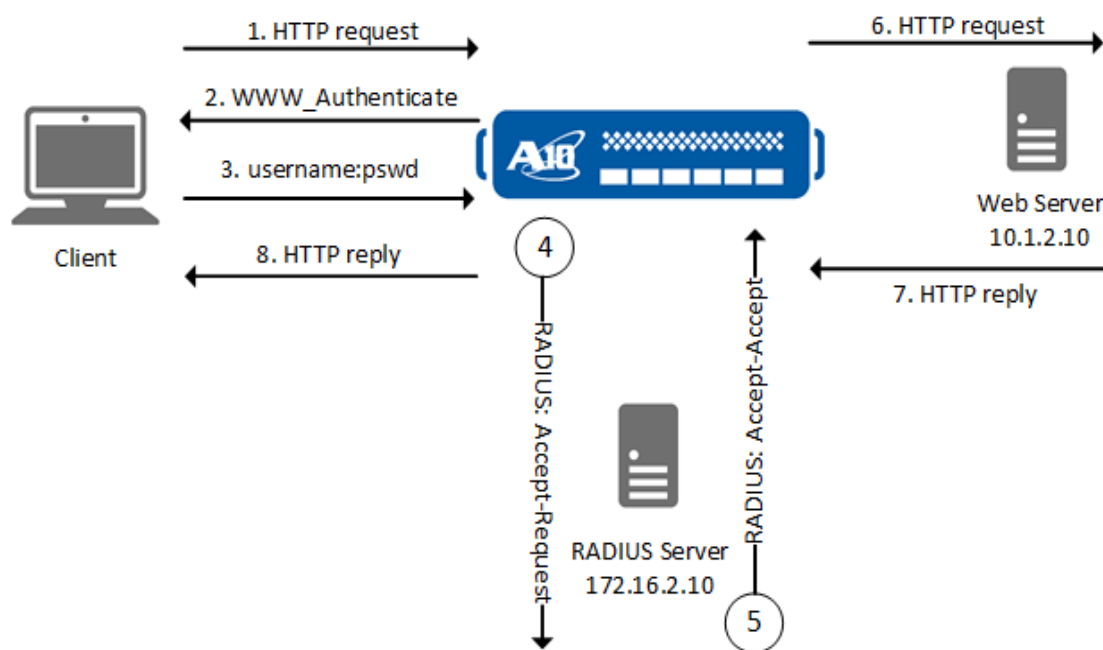 1. HTTP request
6. HTTP request
2. WWW_Authenticate
A10
3. username:pswd
Web Server
10.1.2.10
Client
4
8. HTTP reply
7. HTTP reply
RADIUS: Accept-Request
RADIUS: Accept-Accept
RADIUS Server
172.16.2.10
5